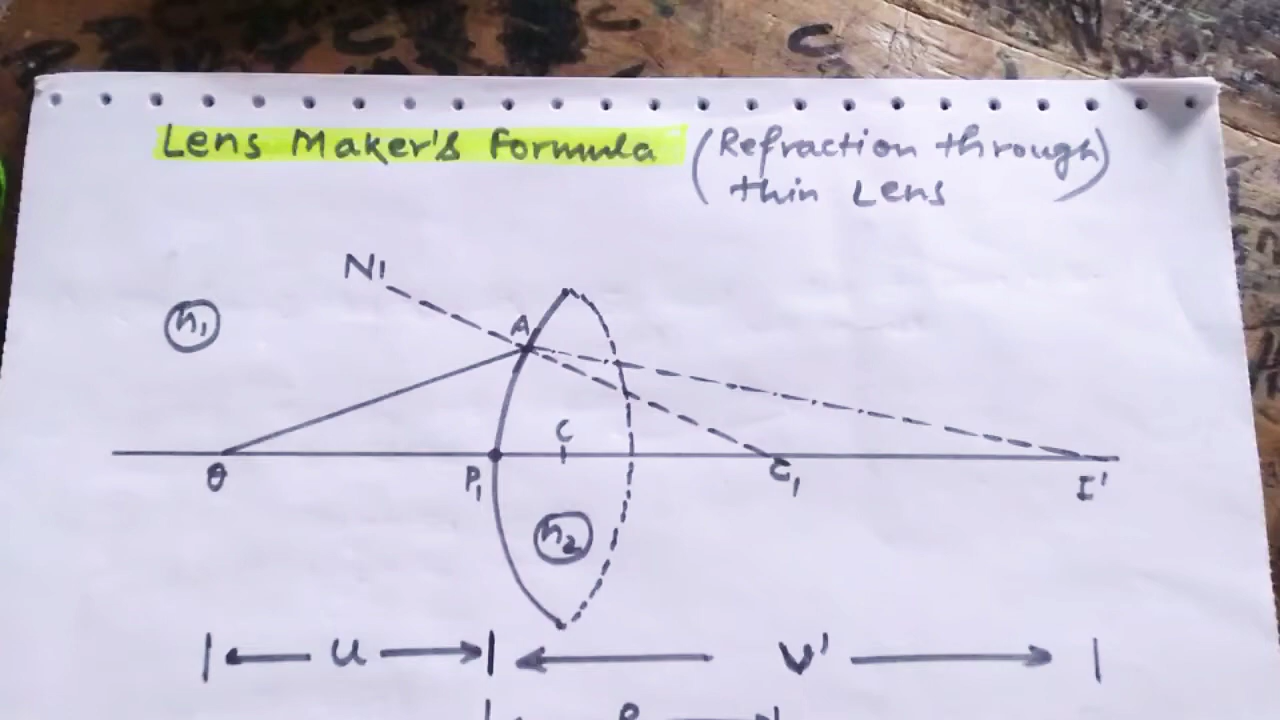 Lens Maker's Formula (Refraction through
thin Lens)
N1
n1
A
C
O
P1
C1
I'
n2
u
v'